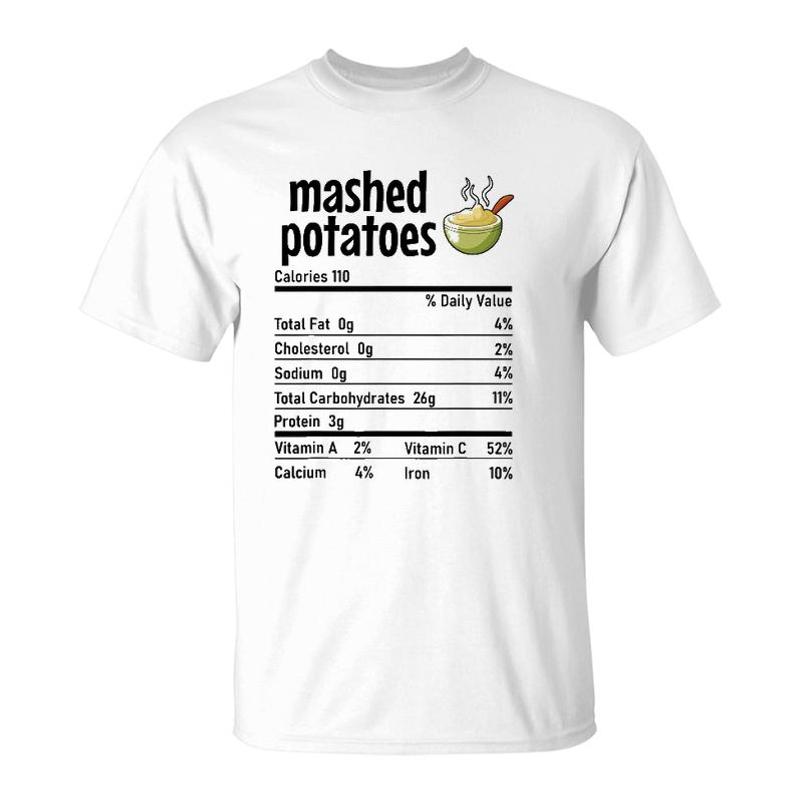 mashed
potatoes
Calories 110
% Daily Value
Total Fat 0g 4%
Cholesterol 0g 2%
Sodium 0g 4%
Total Carbohydrates 26g 11%
Protein 3g
Vitamin A 2% Vitamin C 52%
Calcium 4% Iron 10%